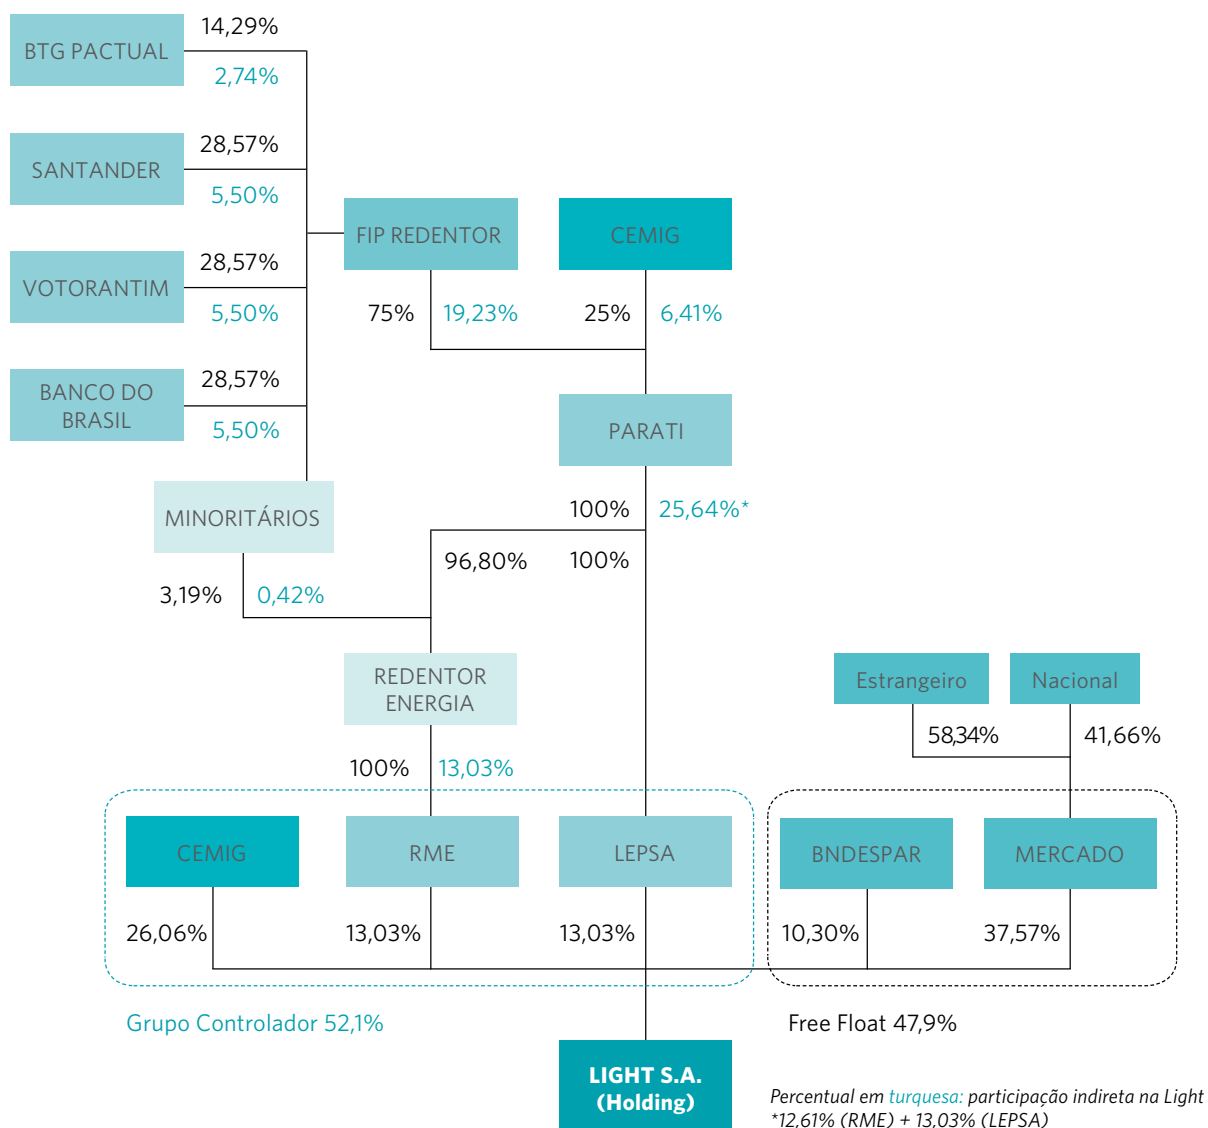 14,29%
BTG PACTUAL
2,74%
28,57%
SANTANDER
5,50%
FIP REDENTOR
CEMIG
28,57%
VOTORANTIM
5,50%
75%
19,23%
25%
6,41%
28,57%
BANCO DO
BRASIL
5,50%
PARATI
MINORITÁRIOS
100%
25,64%*
96,80%
100%
3,19%
0,42%
REDENTOR
ENERGIA
Estrangeiro
Nacional
58,34%
41,66%
100%
13,03%
CEMIG
RME
LEPSA
BNDESPAR
MERCADO
26,06%
13,03%
13,03%
10,30%
37,57%
Grupo Controlador 52,1%
Free Float 47,9%
LIGHT S.A.
(Holding)
Percentual em turquesa: participação indireta na Light
*12,61% (RME) + 13,03% (LEPSA)